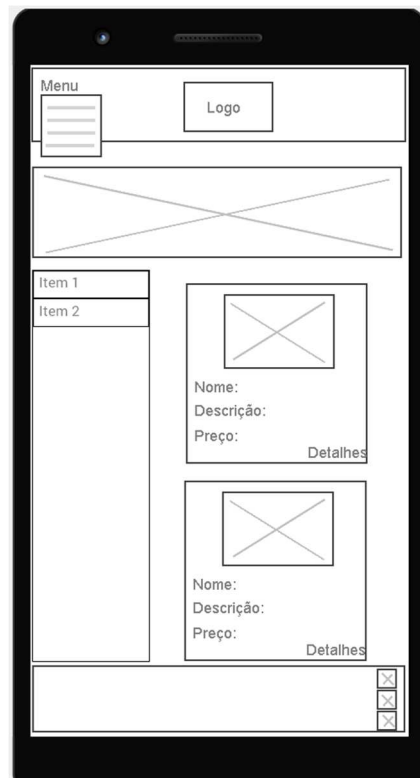 Menu
Logo
Item 1
Item 2
Nome:
Descrição:
Preço:
Detalhes
Nome:
Descrição:
Preço:
Detalhes